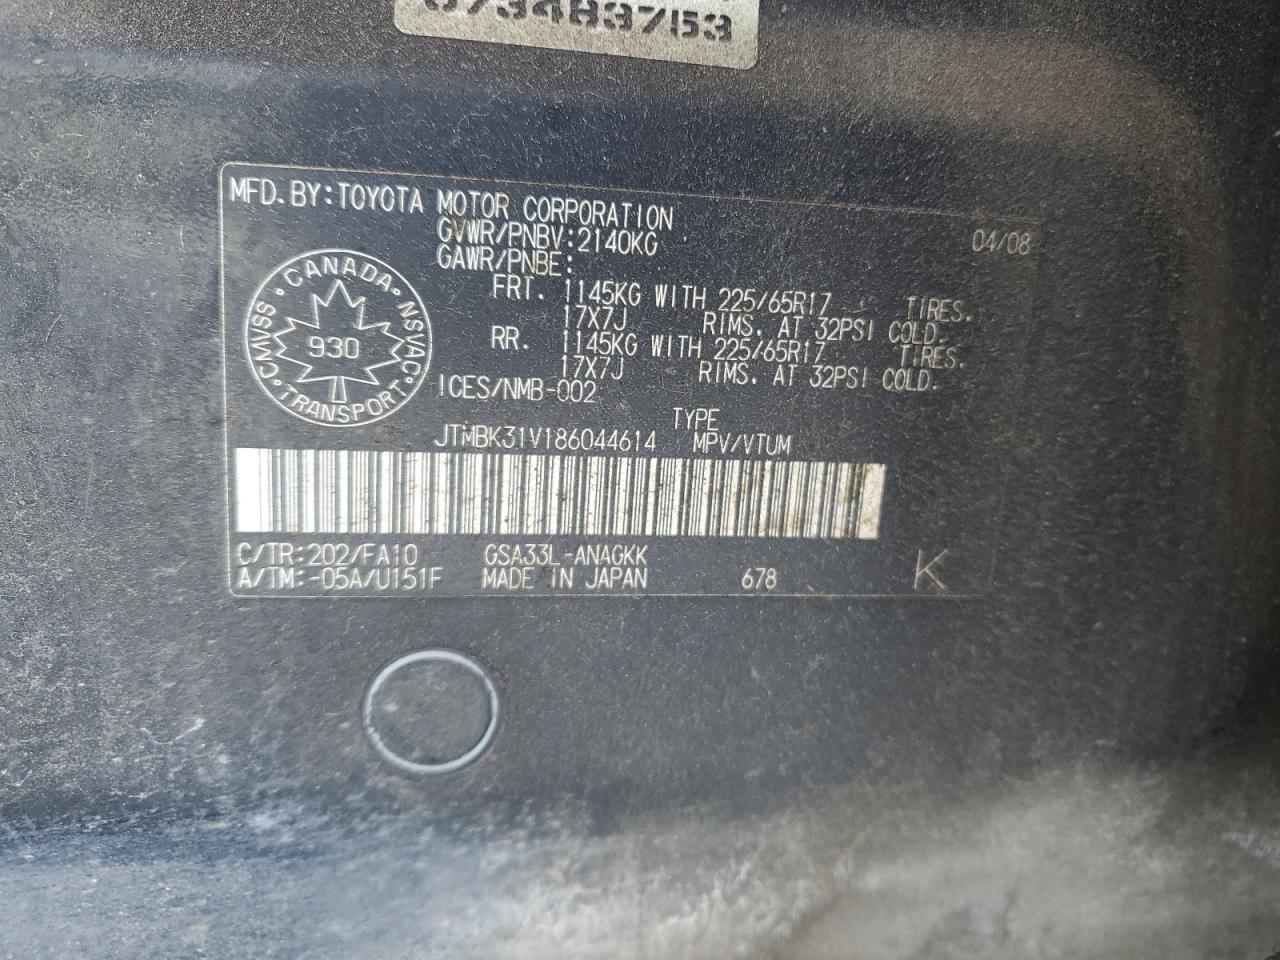 073483753
MFD. BY: TOYOTA MOTOR CORPORATION
GVWR/PNBV: 2140KG 04/08
GAWR/PNBE:
FRT. 1145KG WITH 225/65R17 TIRES.
17X7J RIMS. AT 32PSI COLD.
RR. 1145KG WITH 225/65R17 TIRES.
17X7J RIMS. AT 32PSI COLD.
ICES/NMB-002
CANADA
CMVSS 930 NSVAC
TRANSPORT
TYPE
JTMBK31V186044614 MPV/VTUM
C/TR: 202/FA10 GSA33L-ANAGKK
A/TM: -05A/U151F MADE IN JAPAN 678 K